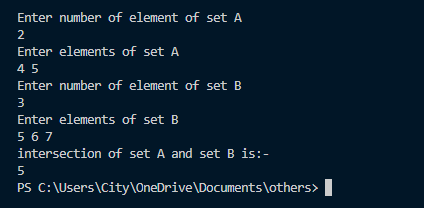 Enter number of element of set A
2
Enter elements of set A
4 5
Enter number of element of set B
3
Enter elements of set B
5 6 7
intersection of set A and set B is:-
5
PS C:\Users\City\OneDrive\Documents\others>